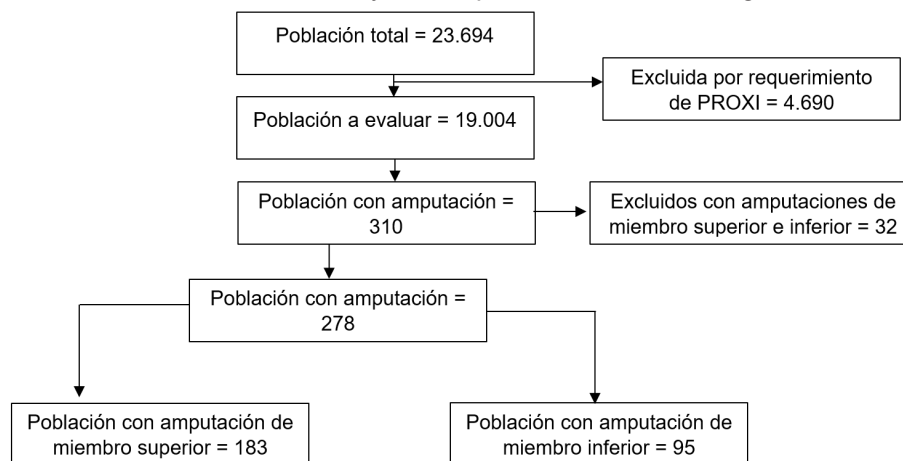 Población total = 23.694
Excluida por requerimiento
de PROXI = 4.690
Población a evaluar = 19.004
Población con amputación =
310
Excluidos con amputaciones de
miembro superior e inferior = 32
Población con amputación =
278
Población con amputación de
miembro superior = 183
Población con amputación de
miembro inferior = 95